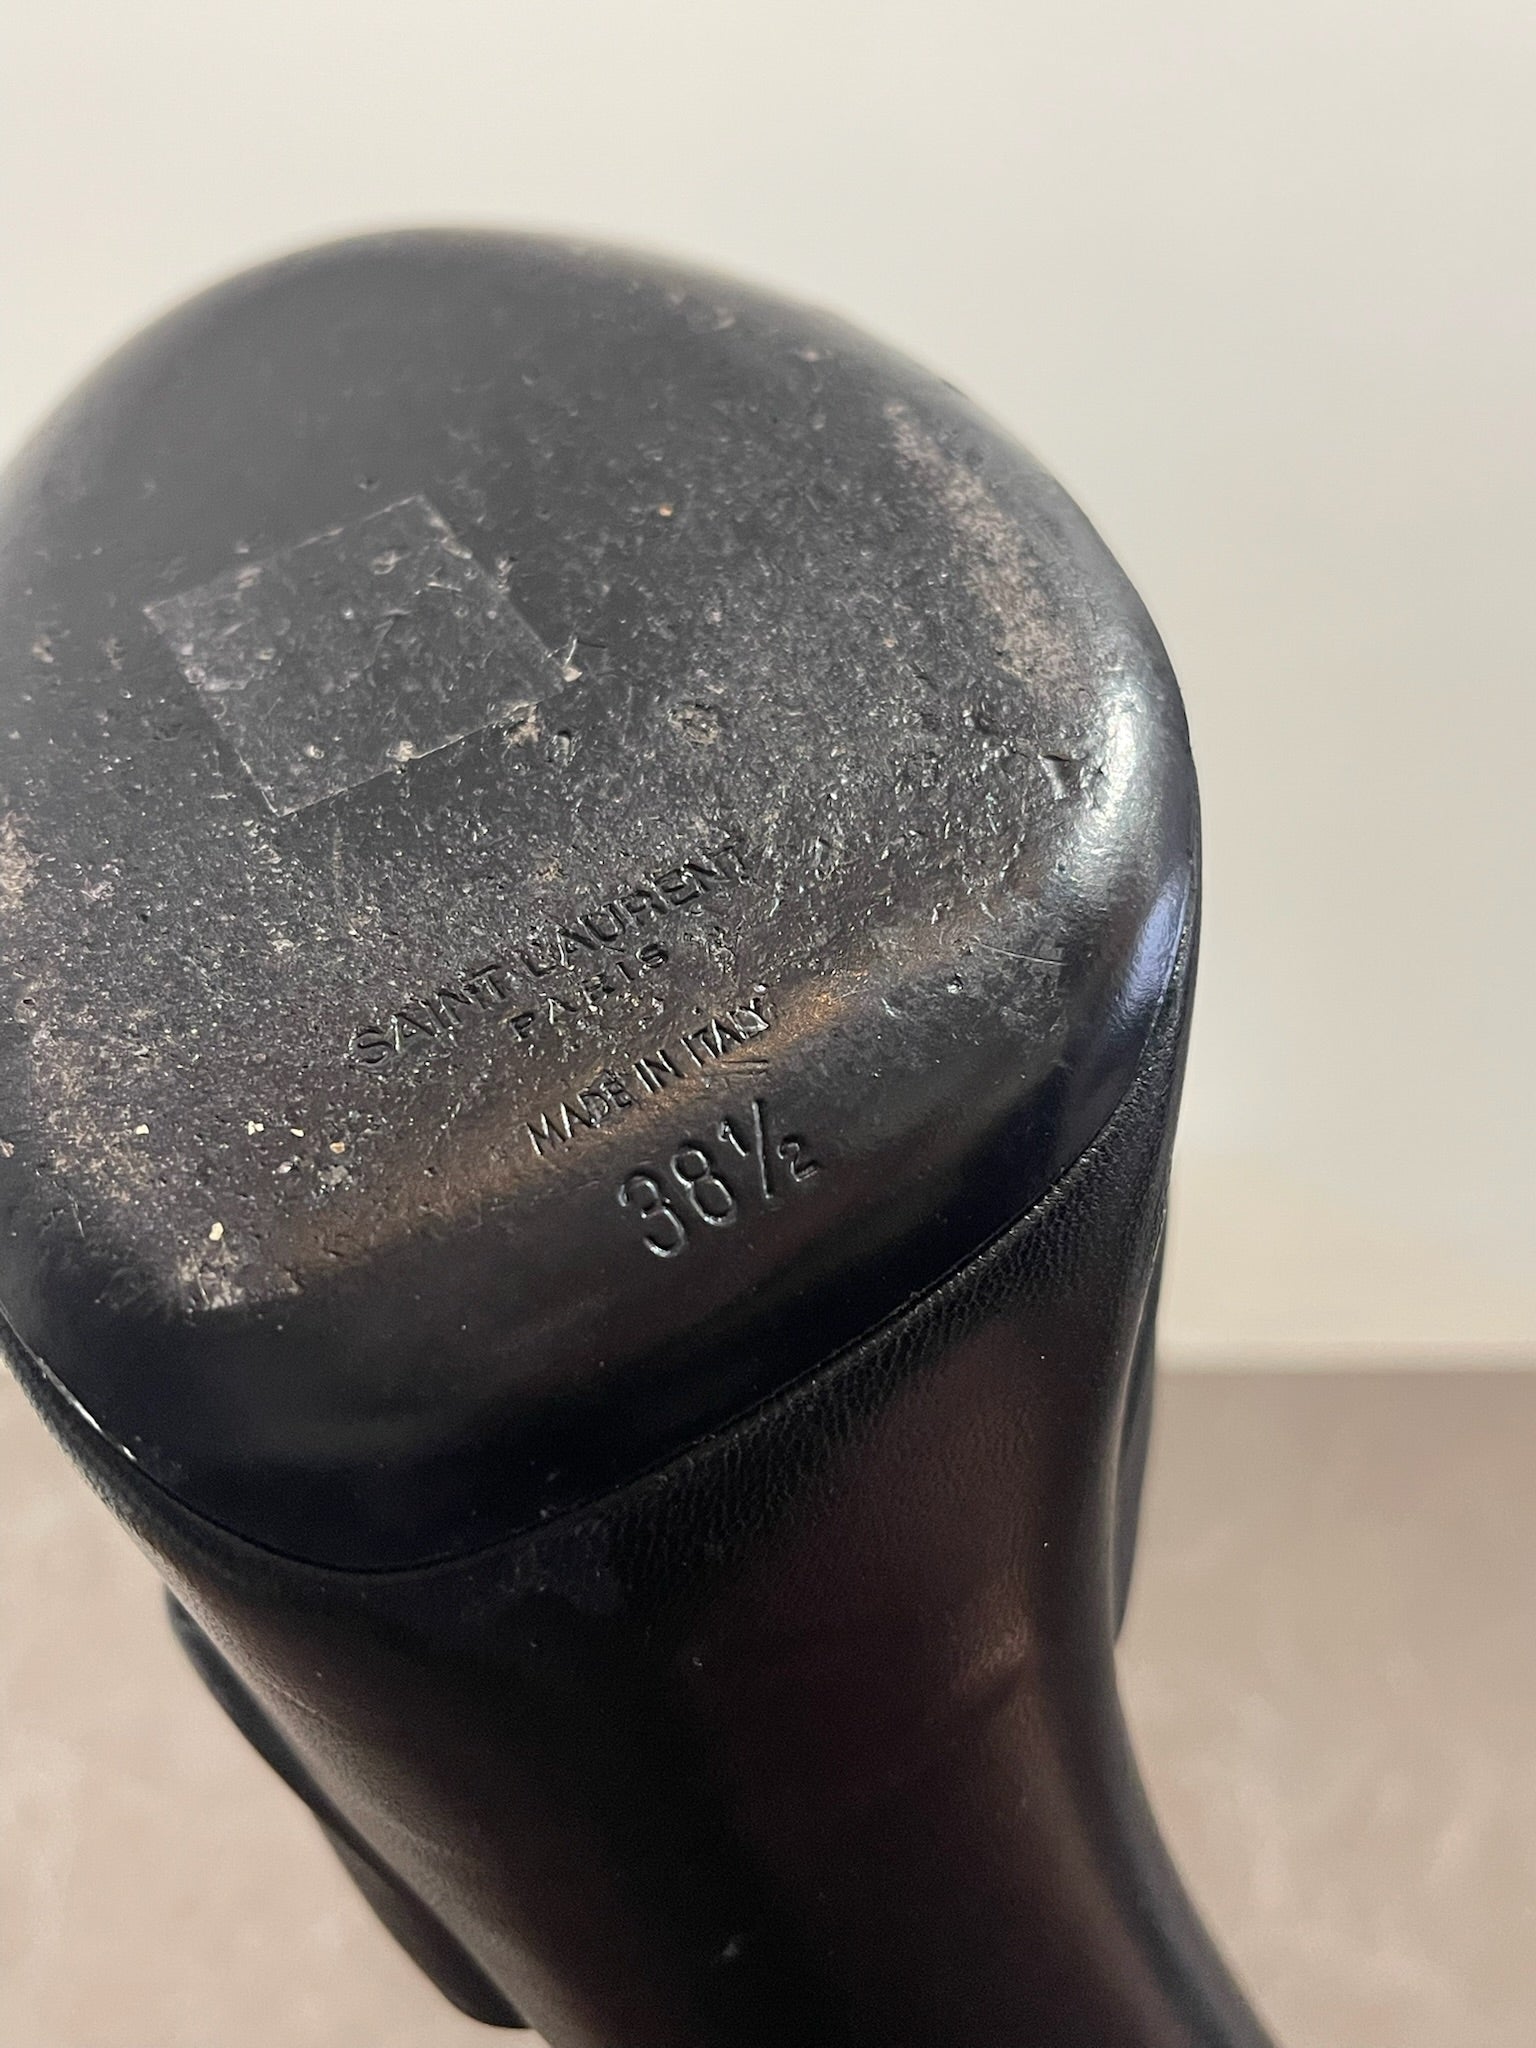 SAINT LAURENT
PARIS
MADE IN ITALY
38½